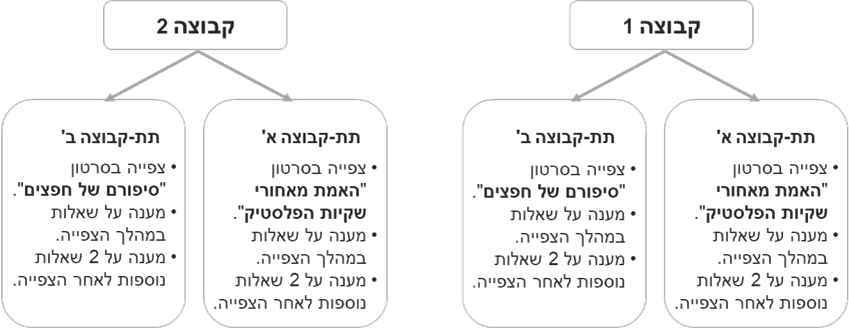 קבוצה 1
תת-קבוצה א'
• צפייה בסרטון
"האמת מאחורי
שקיות הפלסטיק".
• מענה על שאלות
במהלך הצפייה.
• מענה על 2 שאלות
נוספות לאחר הצפייה.
תת-קבוצה ב'
• צפייה בסרטון
"סיפורם של חפצים".
• מענה על שאלות
במהלך הצפייה.
• מענה על 2 שאלות
נוספות לאחר הצפייה.
קבוצה 2
תת-קבוצה א'
• צפייה בסרטון
"האמת מאחורי
שקיות הפלסטיק".
• מענה על שאלות
במהלך הצפייה.
• מענה על 2 שאלות
נוספות לאחר הצפייה.
תת-קבוצה ב'
• צפייה בסרטון
"סיפורם של חפצים".
• מענה על שאלות
במהלך הצפייה.
• מענה על 2 שאלות
נוספות לאחר הצפייה.